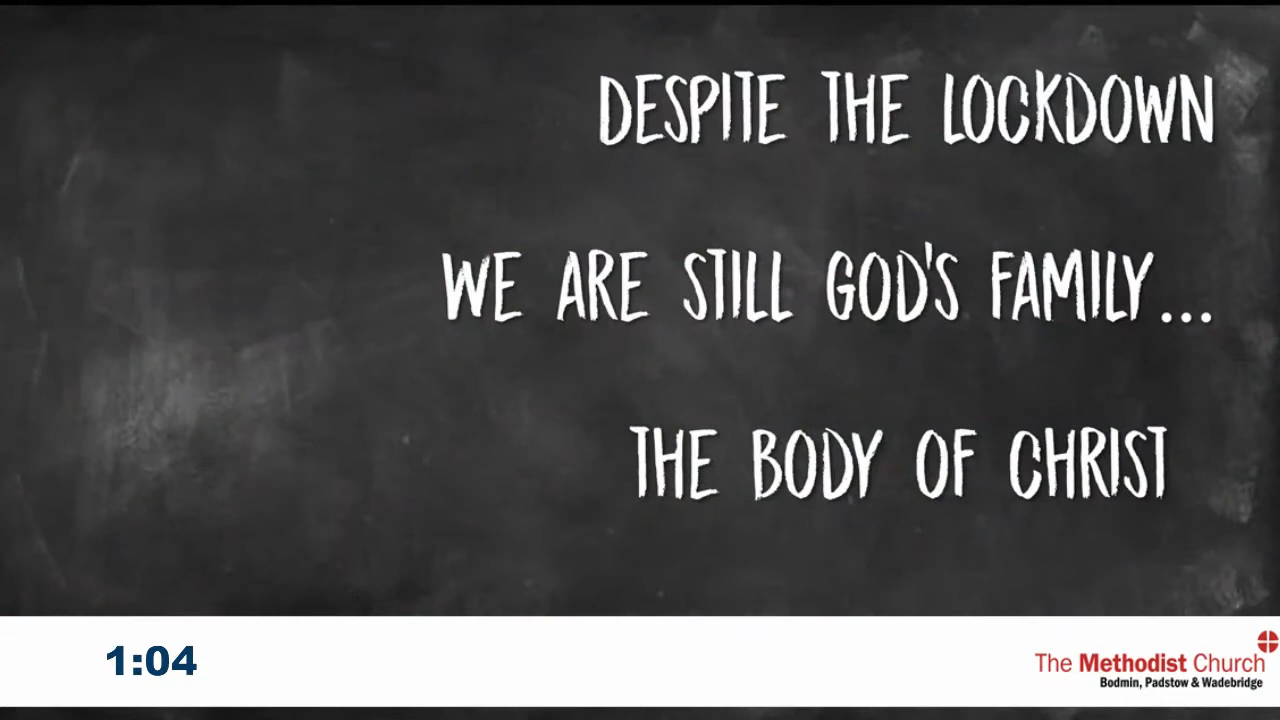 DESPITE THE LOCKDOWN
WE ARE STILL GOD'S FAMILY...
THE BODY OF CHRIST
1:04
The Methodist Church
Bodmin, Padstow & Wadebridge